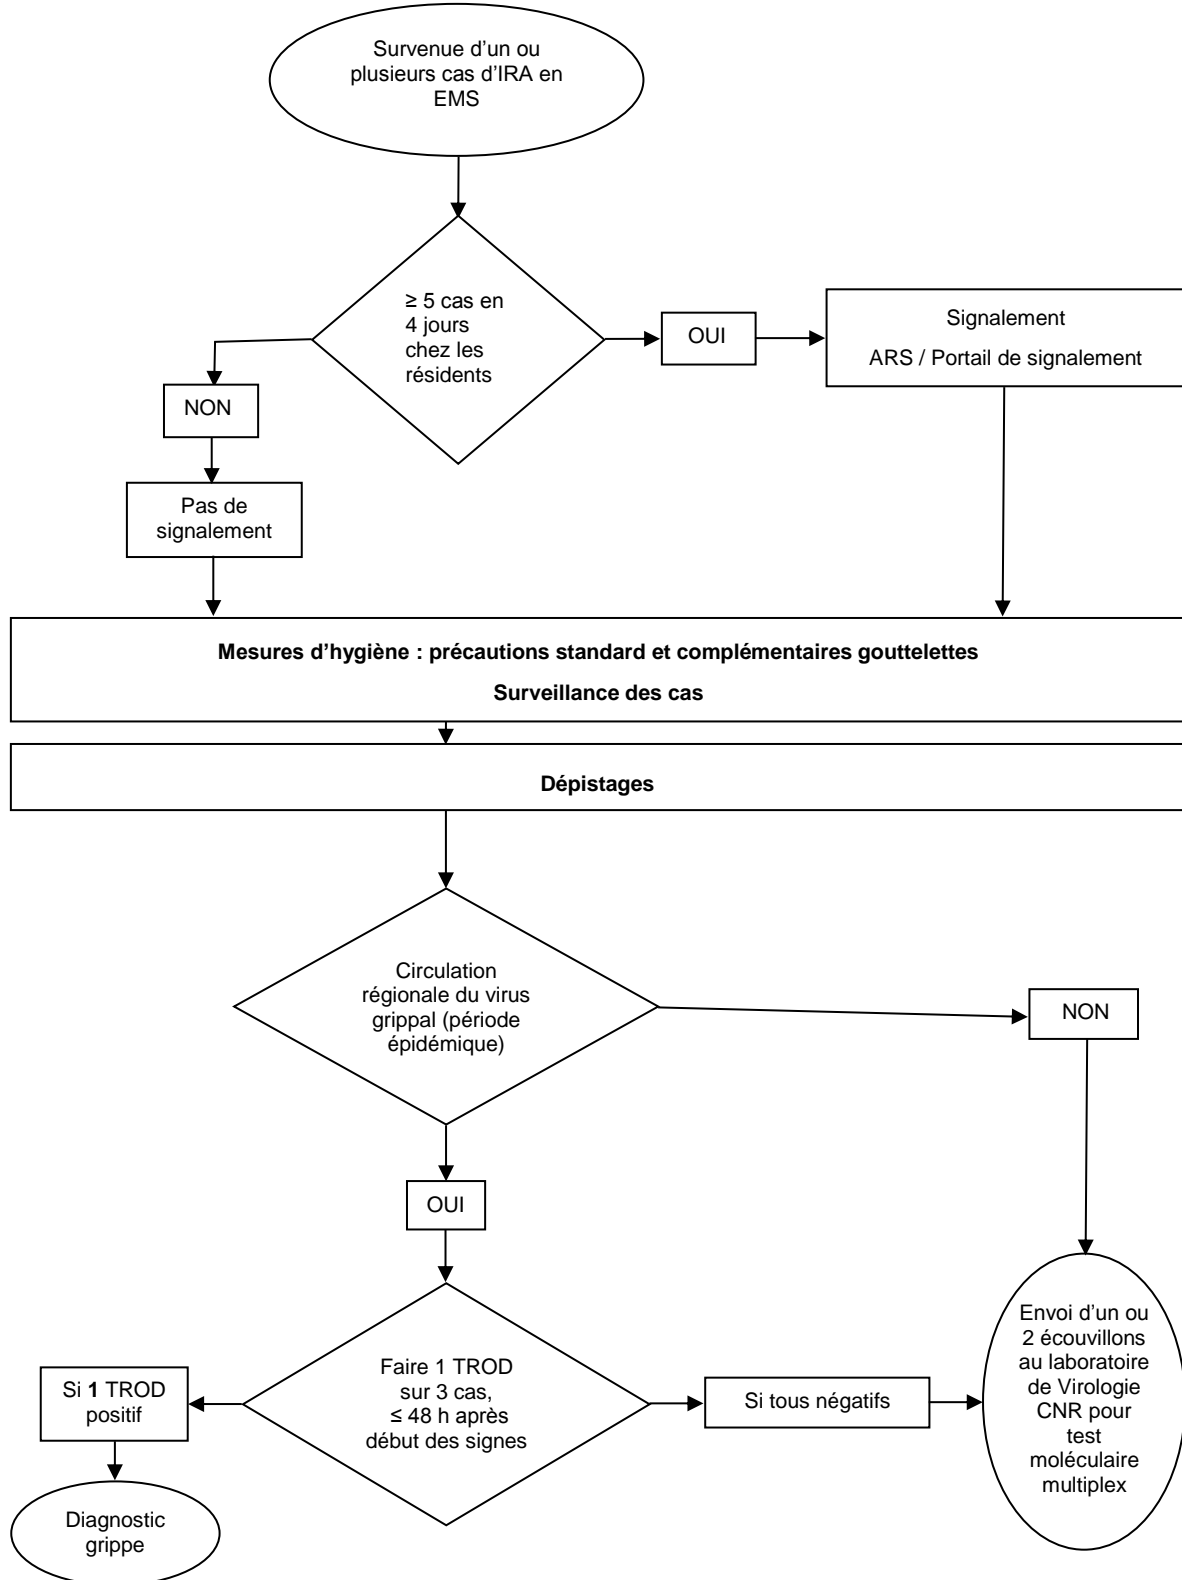 Survenue d’un ou
plusieurs cas d’IRA en
EMS
≥ 5 cas en
4 jours
chez les
résidents
OUI
Signalement
ARS / Portail de signalement
NON
Pas de
signalement
Mesures d’hygiène : précautions standard et complémentaires gouttelettes
Surveillance des cas
Dépistages
Circulation
régionale du virus
grippal (période
épidémique)
NON
OUI
Faire 1 TROD
sur 3 cas,
≤ 48 h après
début des signes
Si 1 TROD
positif
Si tous négatifs
Envoi d’un ou
2 écouvillons
au laboratoire
de Virologie
CNR pour
test
moléculaire
multiplex
Diagnostic
grippe